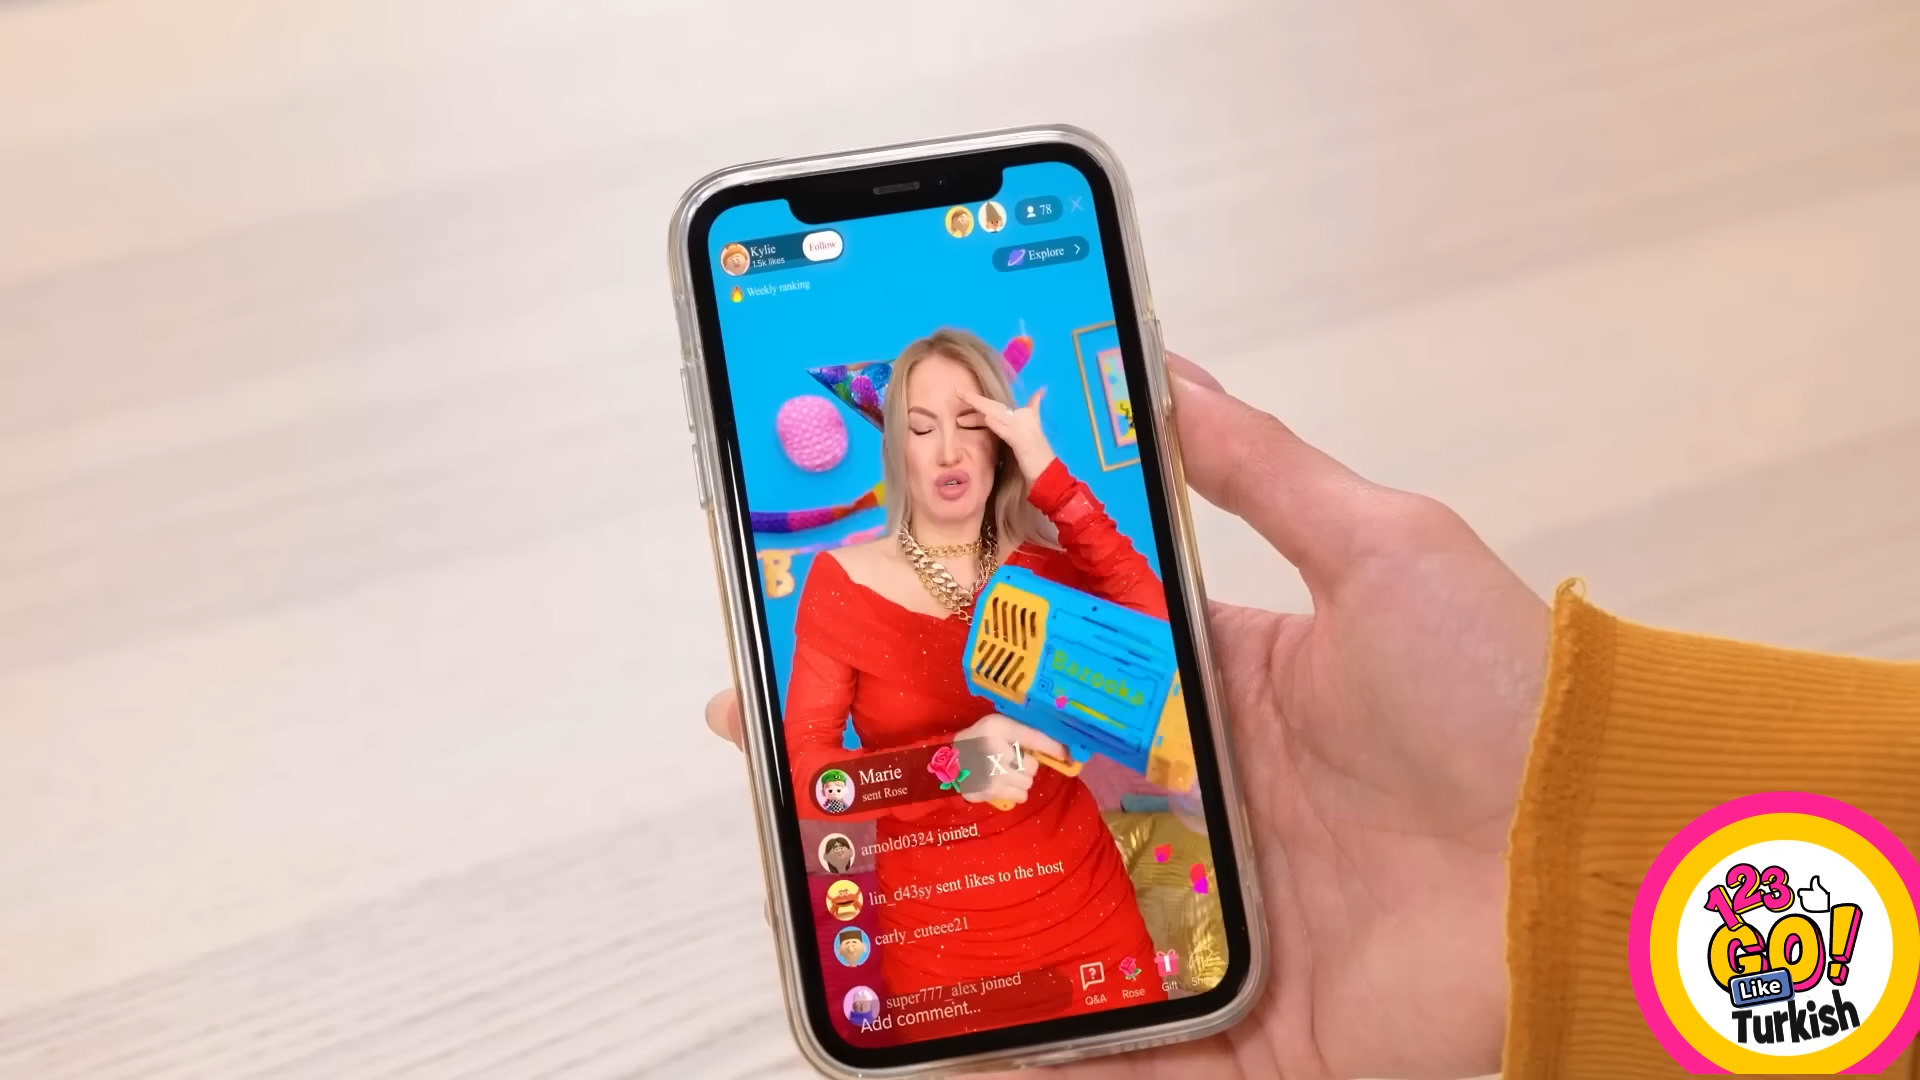 Kylie
1.5k likes
Follow
78
Explore
Weekly ranking
B
Bazooka
Marie
sent Rose
x1
arnold0324 joined
lin_d43sy sent likes to the host
carly_cuteee21
super777_alex joined
Add comment...
Q&A
Rose
Gift
123
GO!
Like
Turkish